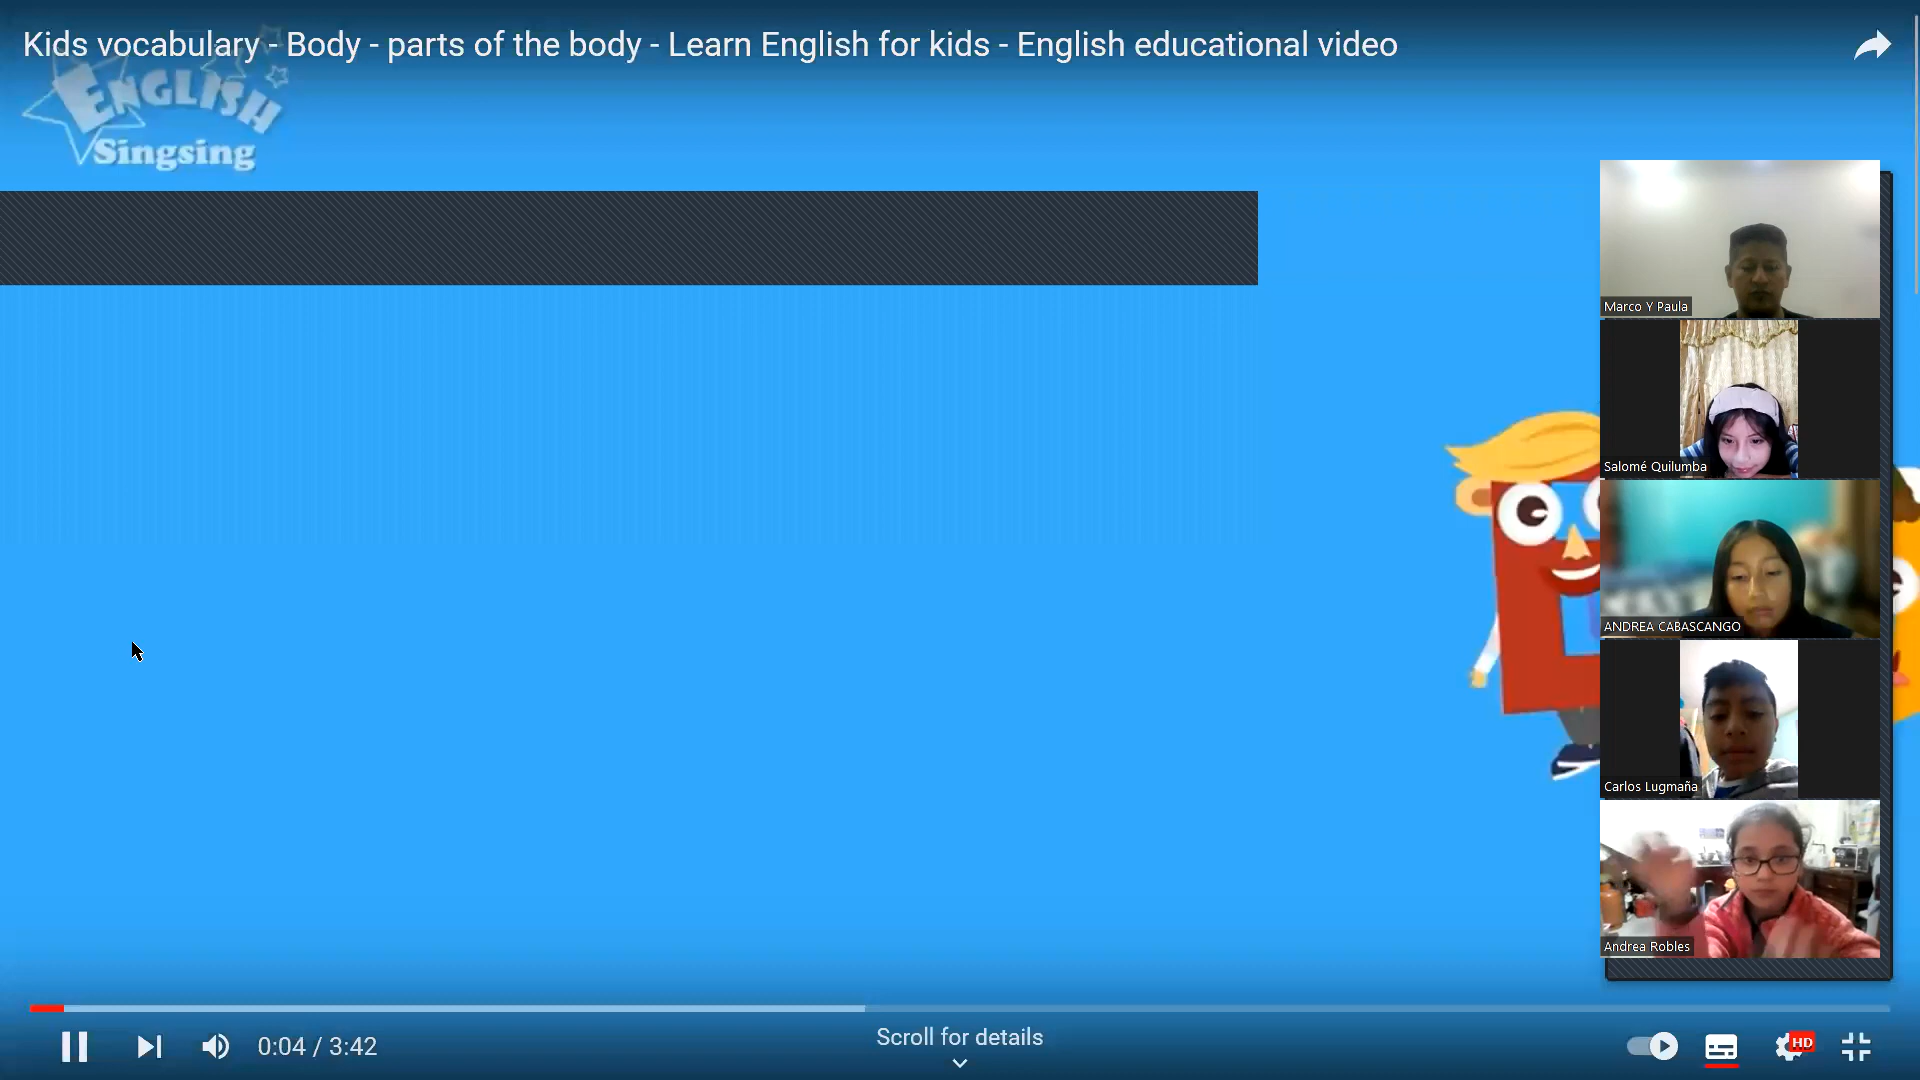 Kids vocabulary - Body - parts of the body - Learn English for kids - English educational video
ENGLISH
Singsing
Marco Y Paula
Salomé Quilumba
ANDREA CABASCANGO
Carlos Lugmaña
Andrea Robles
Scroll for details
0:04 / 3:42
HD